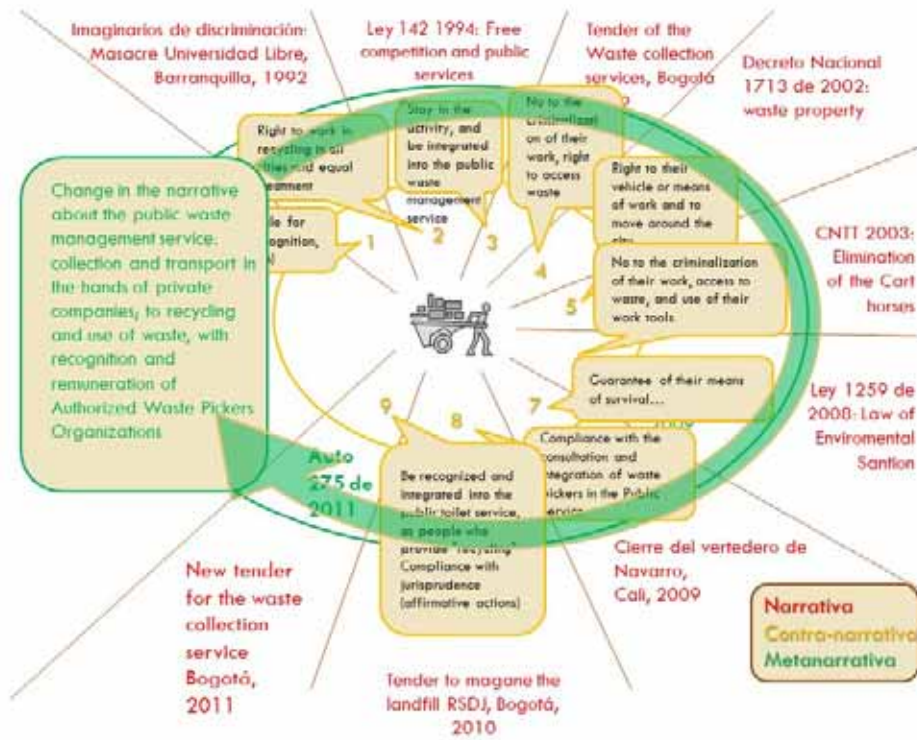 Imaginarios de discriminación:
Masacre Universidad Libre,
Barranquilla, 1992
Ley 142 1994: Free
competition and public
services
Tender of the
Waste collection
services, Bogotá
Decreto Nacional
1713 de 2002:
waste property
CNTT 2003:
Elimination
of the Cart
horses
Ley 1259 de
2008: Law of
Enviromental
Santion
Cierre del vertedero de
Navarro,
Cali, 2009
Tender to magane the
landfill RSDJ, Bogotá,
2010
New tender
for the waste
collection
service
Bogotá,
2011
Auto
275 de
2011
Change in the narrative
about the public waste
management service:
collection and transport in
the hands of private
companies; to recycling
and use of waste, with
recognition and
remuneration of
Authorized Waste Pickers
Organizations
Right to work in
recycling in all
and equal
1
2
3
4
5
7
8
9
Stay in the
activity, and
be integrated
into the public
waste
management
service
No to the
of their
work, right
to access
waste
Right to their
vehicle or means
of work and to
move around the
No to the criminalization
of their work, access to
waste, and use of their
work tools.
Guarantee of their means
of survival...
2009
Compliance with the
consultation and
integration of waste
pickers in the Public
Be recognized and
integrated into the
public toilet service,
as people who
provide "recycling"
Compliance with
jurisprudence
(affirmative actions)
Narrativa
Contra-narrativa
Metanarrativa